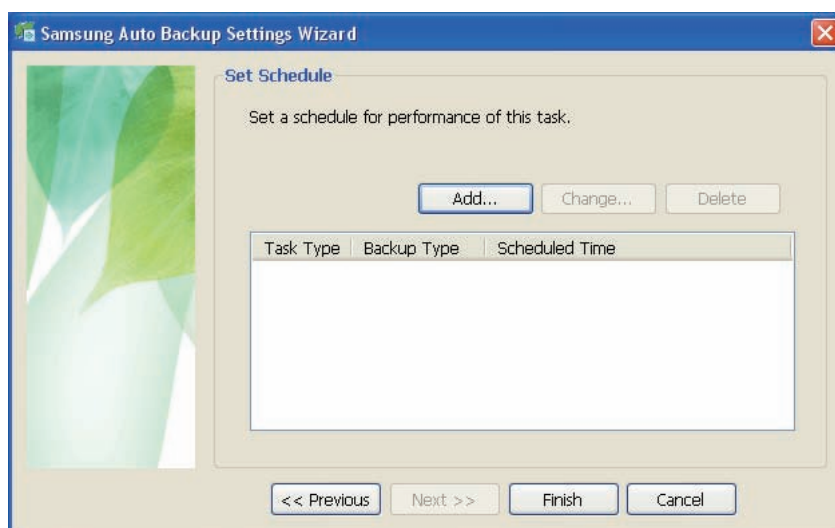 Samsung Auto Backup Settings Wizard
Set Schedule
Set a schedule for performance of this task.
Add... Change... Delete
Task Type Backup Type Scheduled Time
<< Previous Next >> Finish Cancel